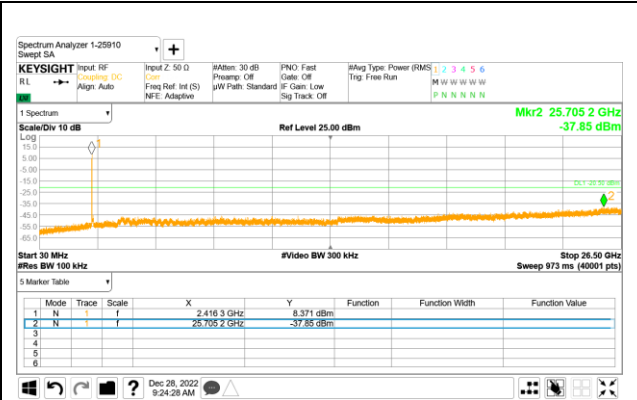 Spectrum Analyzer 1-25910
Swept SA
+
KEYSIGHT Input: RF Input Z: 50 Ω #Atten: 30 dB PNO: Fast #Avg Type: Power (RMS 1 2 3 4 5 6
RL Coupling: DC Corr Preamp: Off Gate: Off Trig: Free Run M W W W W W
Align: Auto Freq Ref: Int (S) µW Path: Standard IF Gain: Low P N N N N N
NFE: Adaptive Sig Track: Off
1 Spectrum Mkr2 25.705 2 GHz
Scale/Div 10 dB Ref Level 25.00 dBm -37.85 dBm
Log
15.0
5.00
-5.00
-15.0
-25.0
-35.0
-45.0
-55.0
-65.0
1
2
Start 30 MHz #Video BW 300 kHz Stop 26.50 GHz
#Res BW 100 kHz Sweep 973 ms (40001 pts)
5 Marker Table
Mode Trace Scale X Y Function Function Width Function Value
1 N 1 f 2.416 3 GHz 8.371 dBm
2 N 1 f 25.705 2 GHz -37.85 dBm
3
4
5
6
? Dec 28, 2022
9:24:28 AM